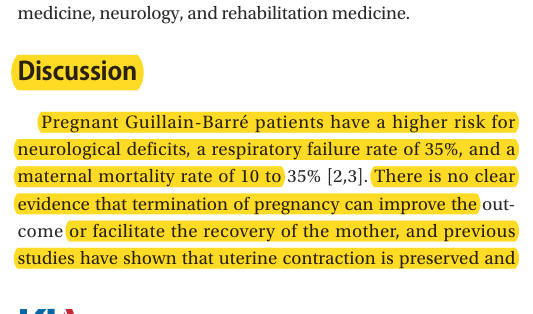 medicine, neurology, and rehabilitation medicine.
Discussion
Pregnant Guillain-Barré patients have a higher risk for
neurological deficits, a respiratory failure rate of 35%, and a
maternal mortality rate of 10 to 35% [2,3]. There is no clear
evidence that termination of pregnancy can improve the out-
come or facilitate the recovery of the mother, and previous
studies have shown that uterine contraction is preserved and